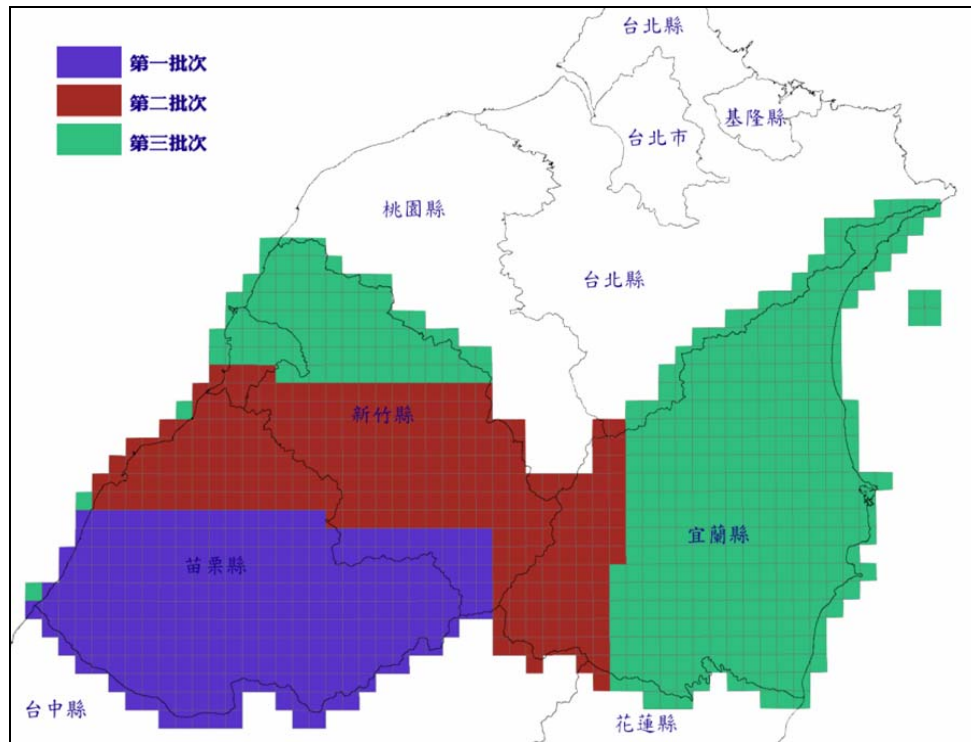 台北縣
第一批次
第二批次
第三批次
基隆縣
台北市
桃園縣
台北縣
新竹縣
宜蘭縣
苗栗縣
台中縣
花蓮縣